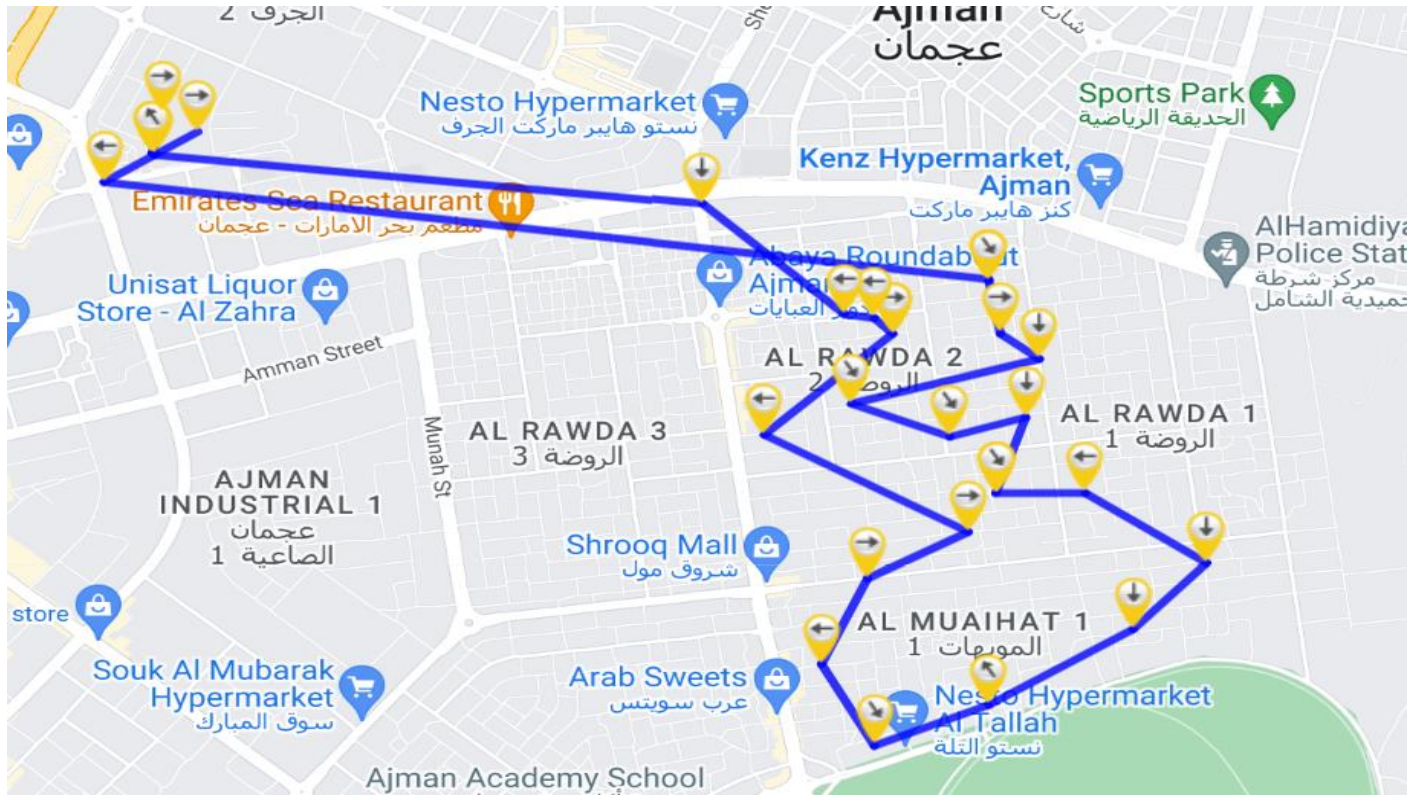 الجرف 2
Ajman
عجمان
Nesto Hypermarket
نستو هايبر ماركت الجرف
Sports Park
الحديقة الرياضية
Kenz Hypermarket,
Ajman
كنز هايبر ماركت
Emirates Sea Restaurant
مطعم بحر الامارات - عجمان
AlHamidiya
Police Stat
مركز شرطة
حميدية الشامل
Unisat Liquor
Store - Al Zahra
Amman Street
AL RAWDA 2
الروضة 2
AL RAWDA 3
الروضة 3
AL RAWDA 1
الروضة 1
Munah St
AJMAN
INDUSTRIAL 1
عجمان
الصاعية 1
Shrooq Mall
شروق مول
store
AL MUAIHAT 1
المويهات 1
Souk Al Mubarak
Hypermarket
سوق المبارك
Arab Sweets
عرب سويتس
Nesto Hypermarket
Al Tallah
نستو التلة
Ajman Academy School